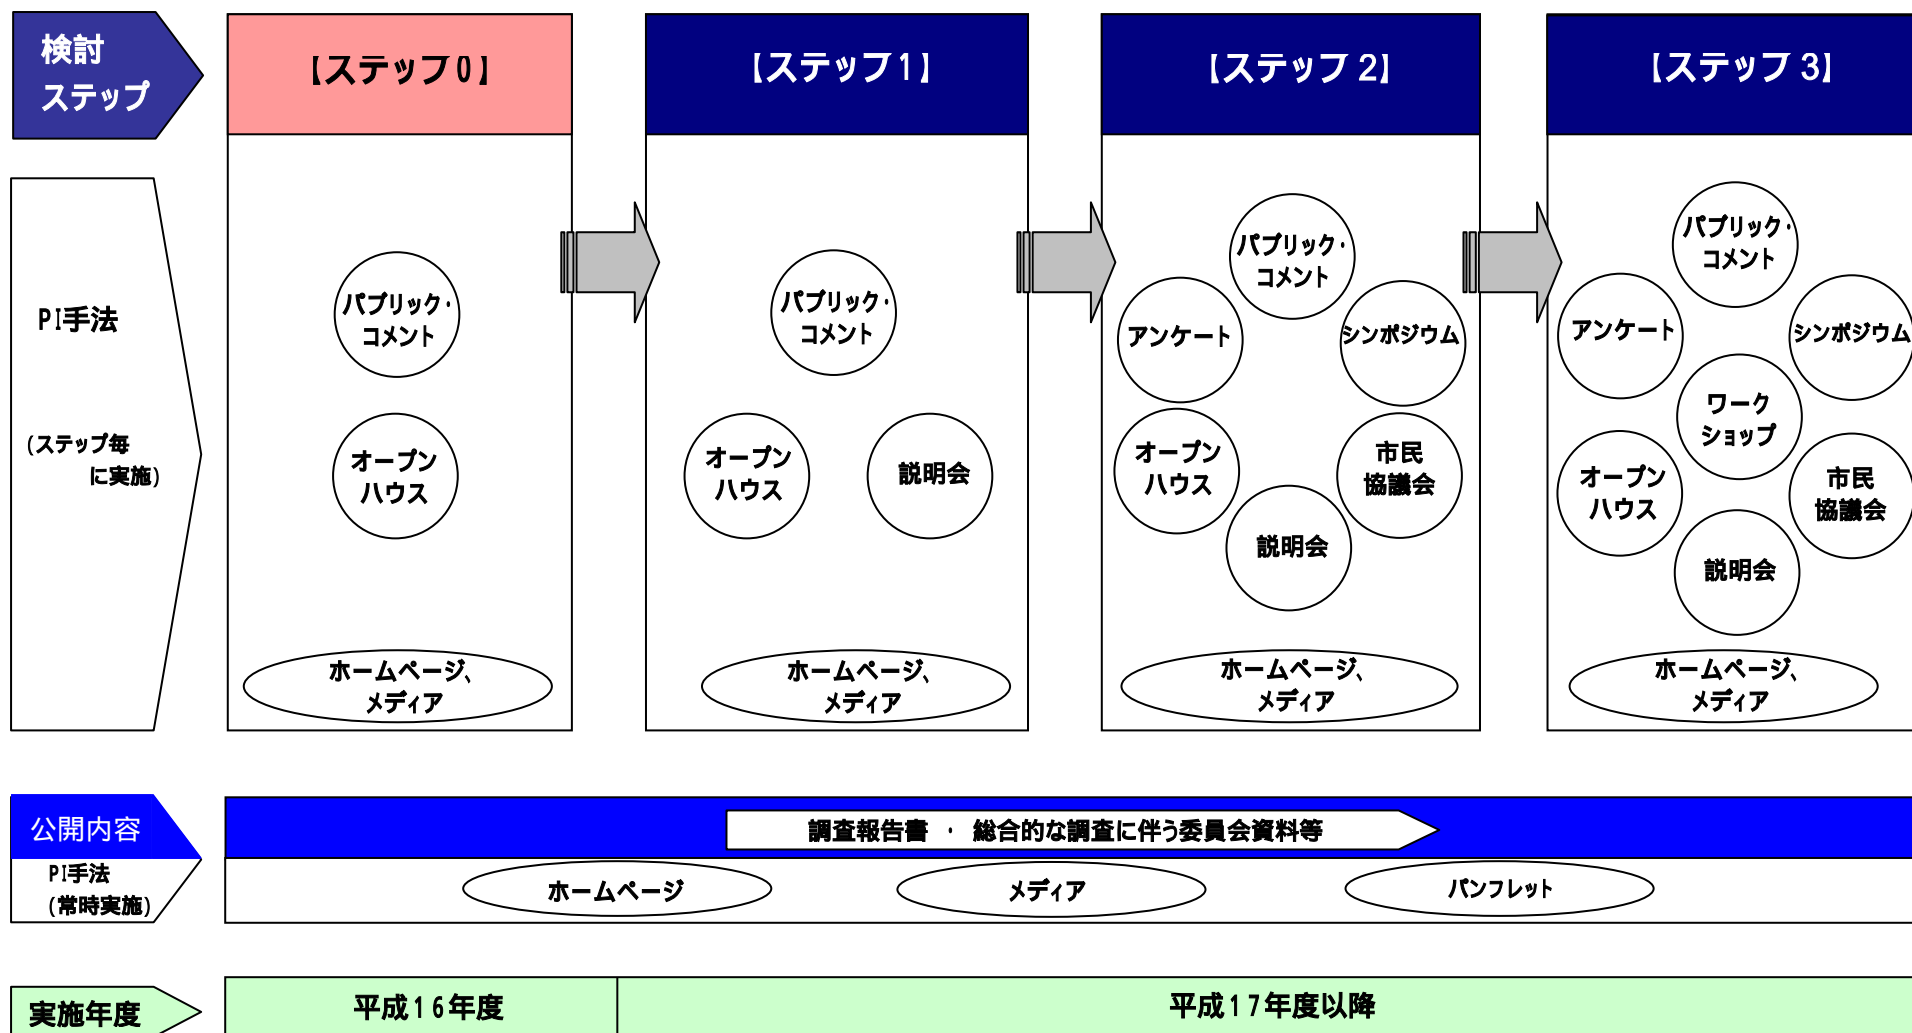 検討
ステップ
【ステップ0】
【ステップ1】
【ステップ2】
【ステップ3】
PI手法
(ステップ毎
に実施)
パブリック・
コメント
オープン
ハウス
ホームページ、
メディア
パブリック・
コメント
オープン
ハウス
説明会
ホームページ、
メディア
パブリック・
コメント
アンケート
シンポジウム
オープン
ハウス
市民
協議会
説明会
ホームページ、
メディア
パブリック・
コメント
アンケート
シンポジウム
ワーク
ショップ
オープン
ハウス
市民
協議会
説明会
ホームページ、
メディア
公開内容
調査報告書 ・ 総合的な調査に伴う委員会資料等
PI手法
(常時実施)
ホームページ
メディア
パンフレット
実施年度
平成16年度
平成17年度以降